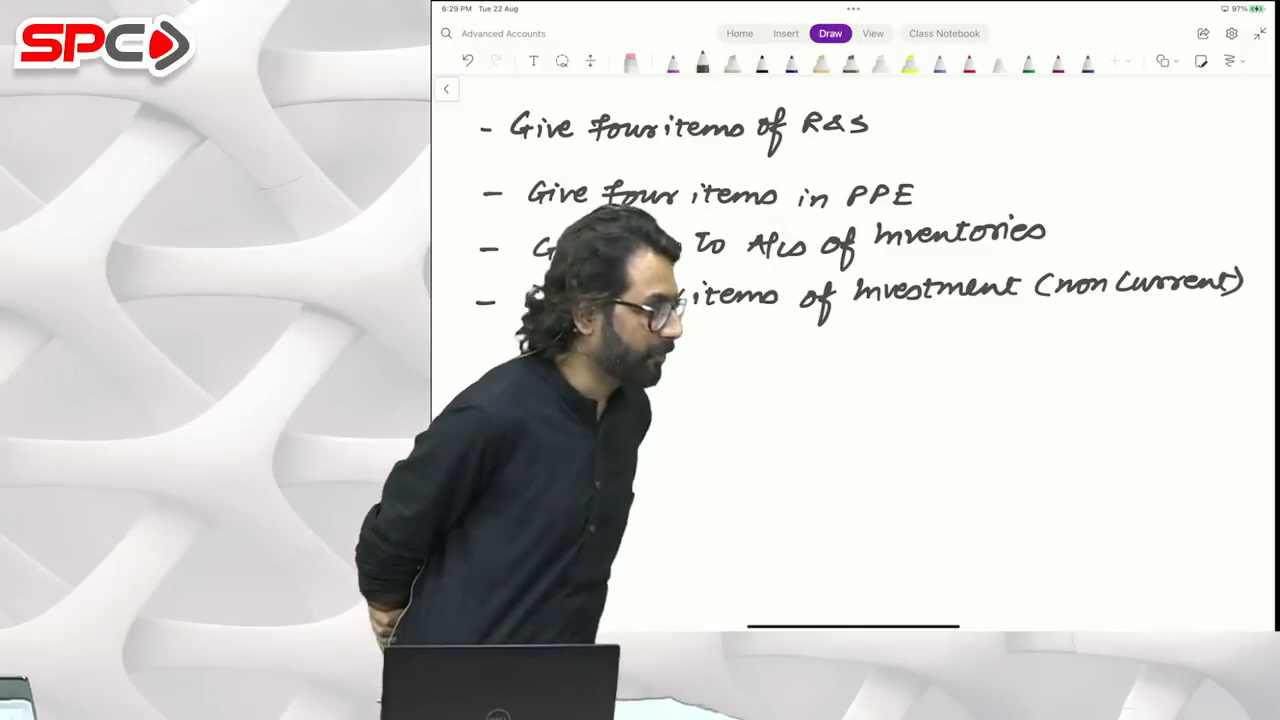 6:29 PM Tue 22 Aug
97%
SPC
Advanced Accounts
Home Insert Draw View Class Notebook
- Give four items of R&S
- Give four items in PPE
- G To A/cs of Inventories
- items of Investment (non Current)
DELL